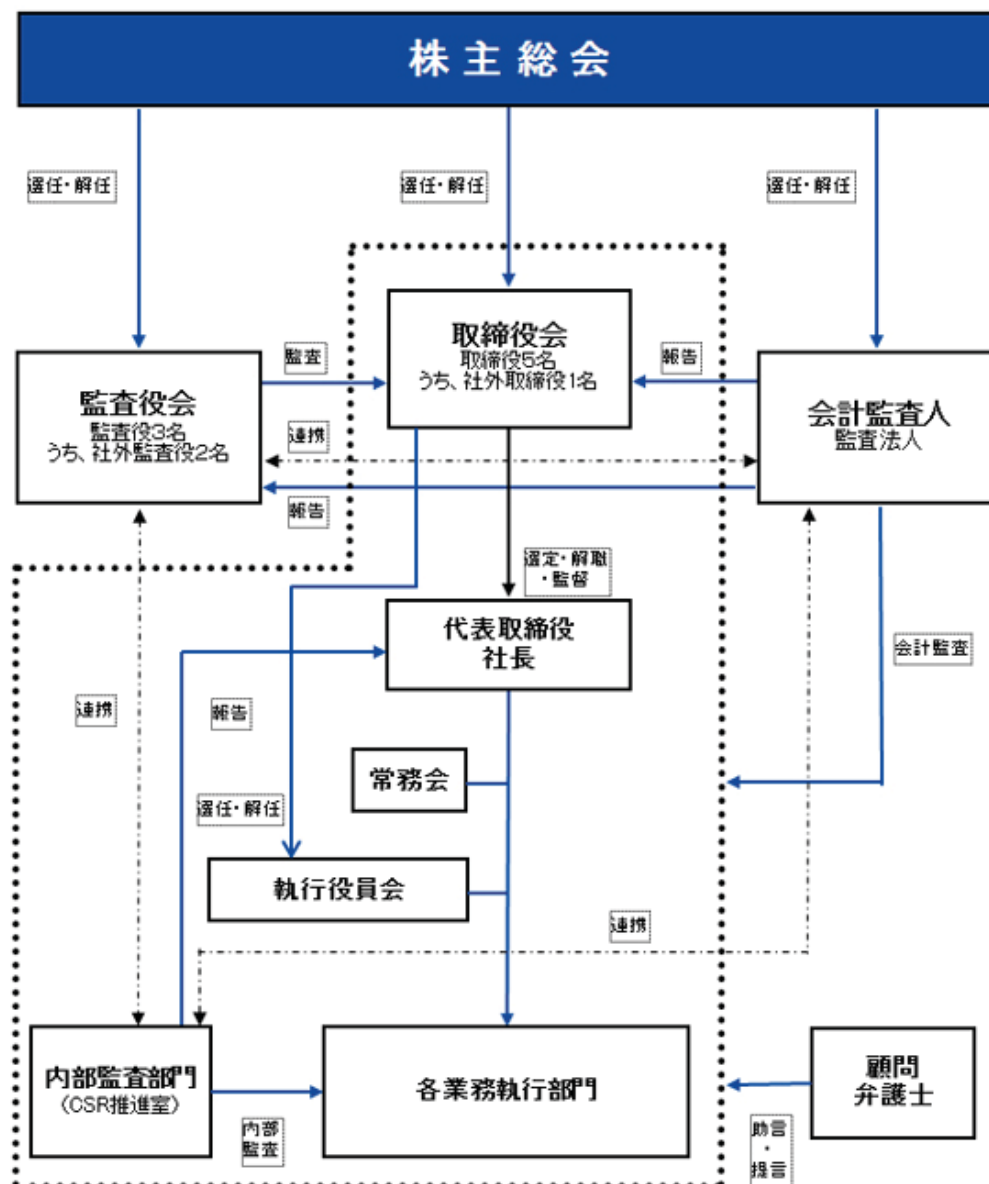 株主総会
選任・解任
選任・解任
選任・解任
取締役会
取締役5名
うち、社外取締役1名
監査
報告
監査役会
監査役3名
うち、社外監査役2名
会計監査人
監査法人
連携
報告
選定・解職
・監督
代表取締役
社長
会計監査
連携
報告
常務会
選任・解任
執行役員会
連携
内部監査部門
(CSR推進室)
各業務執行部門
顧問
弁護士
内部
監査
助言
・
提言